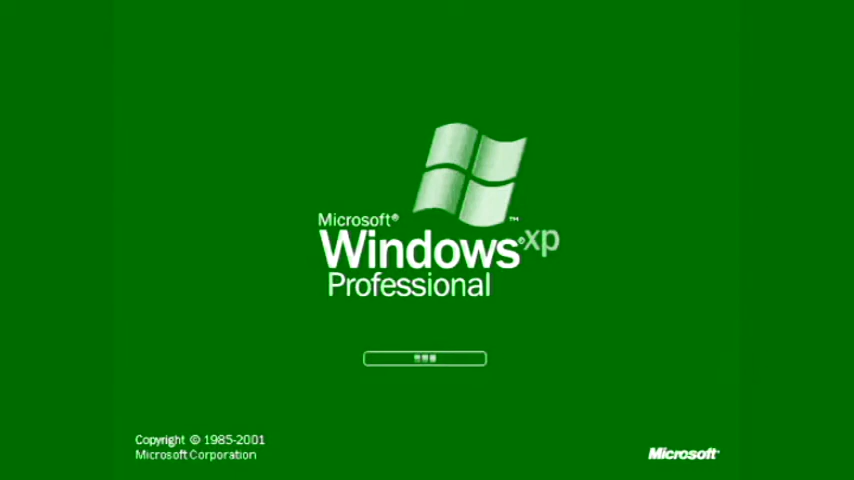 Microsoft®
Windows® xp
Professional
Copyright © 1985-2001
Microsoft Corporation
Microsoft